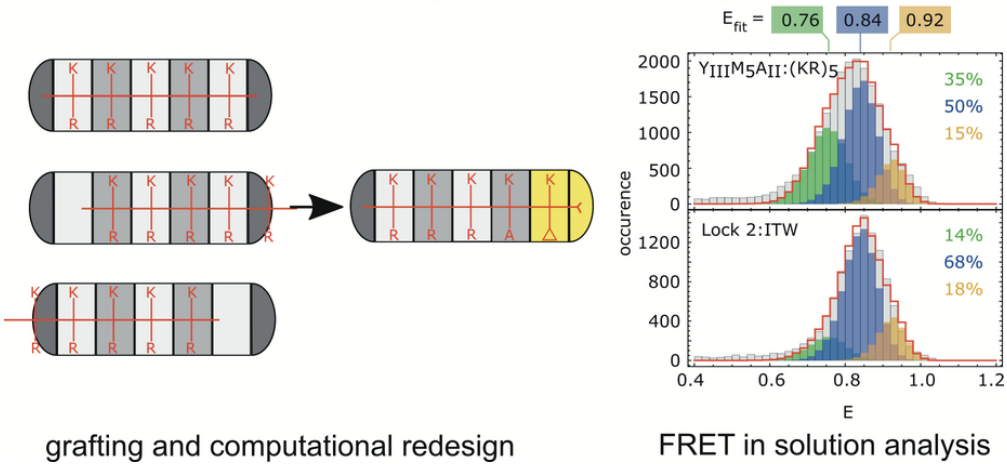 K K K K K
R R R R R
K K K K K
R R R R R
K K K K K
R R R R R
K K K K K
R R R A △
E_fit = 0.76 0.84 0.92
Y_III M_5 A_II:(KR)_5
35%
50%
15%
2000
1500
1000
500
0
Lock 2:ITW
14%
68%
18%
1200
800
400
0
occurence
0.4 0.6 0.8 1.0 1.2
E
grafting and computational redesign
FRET in solution analysis